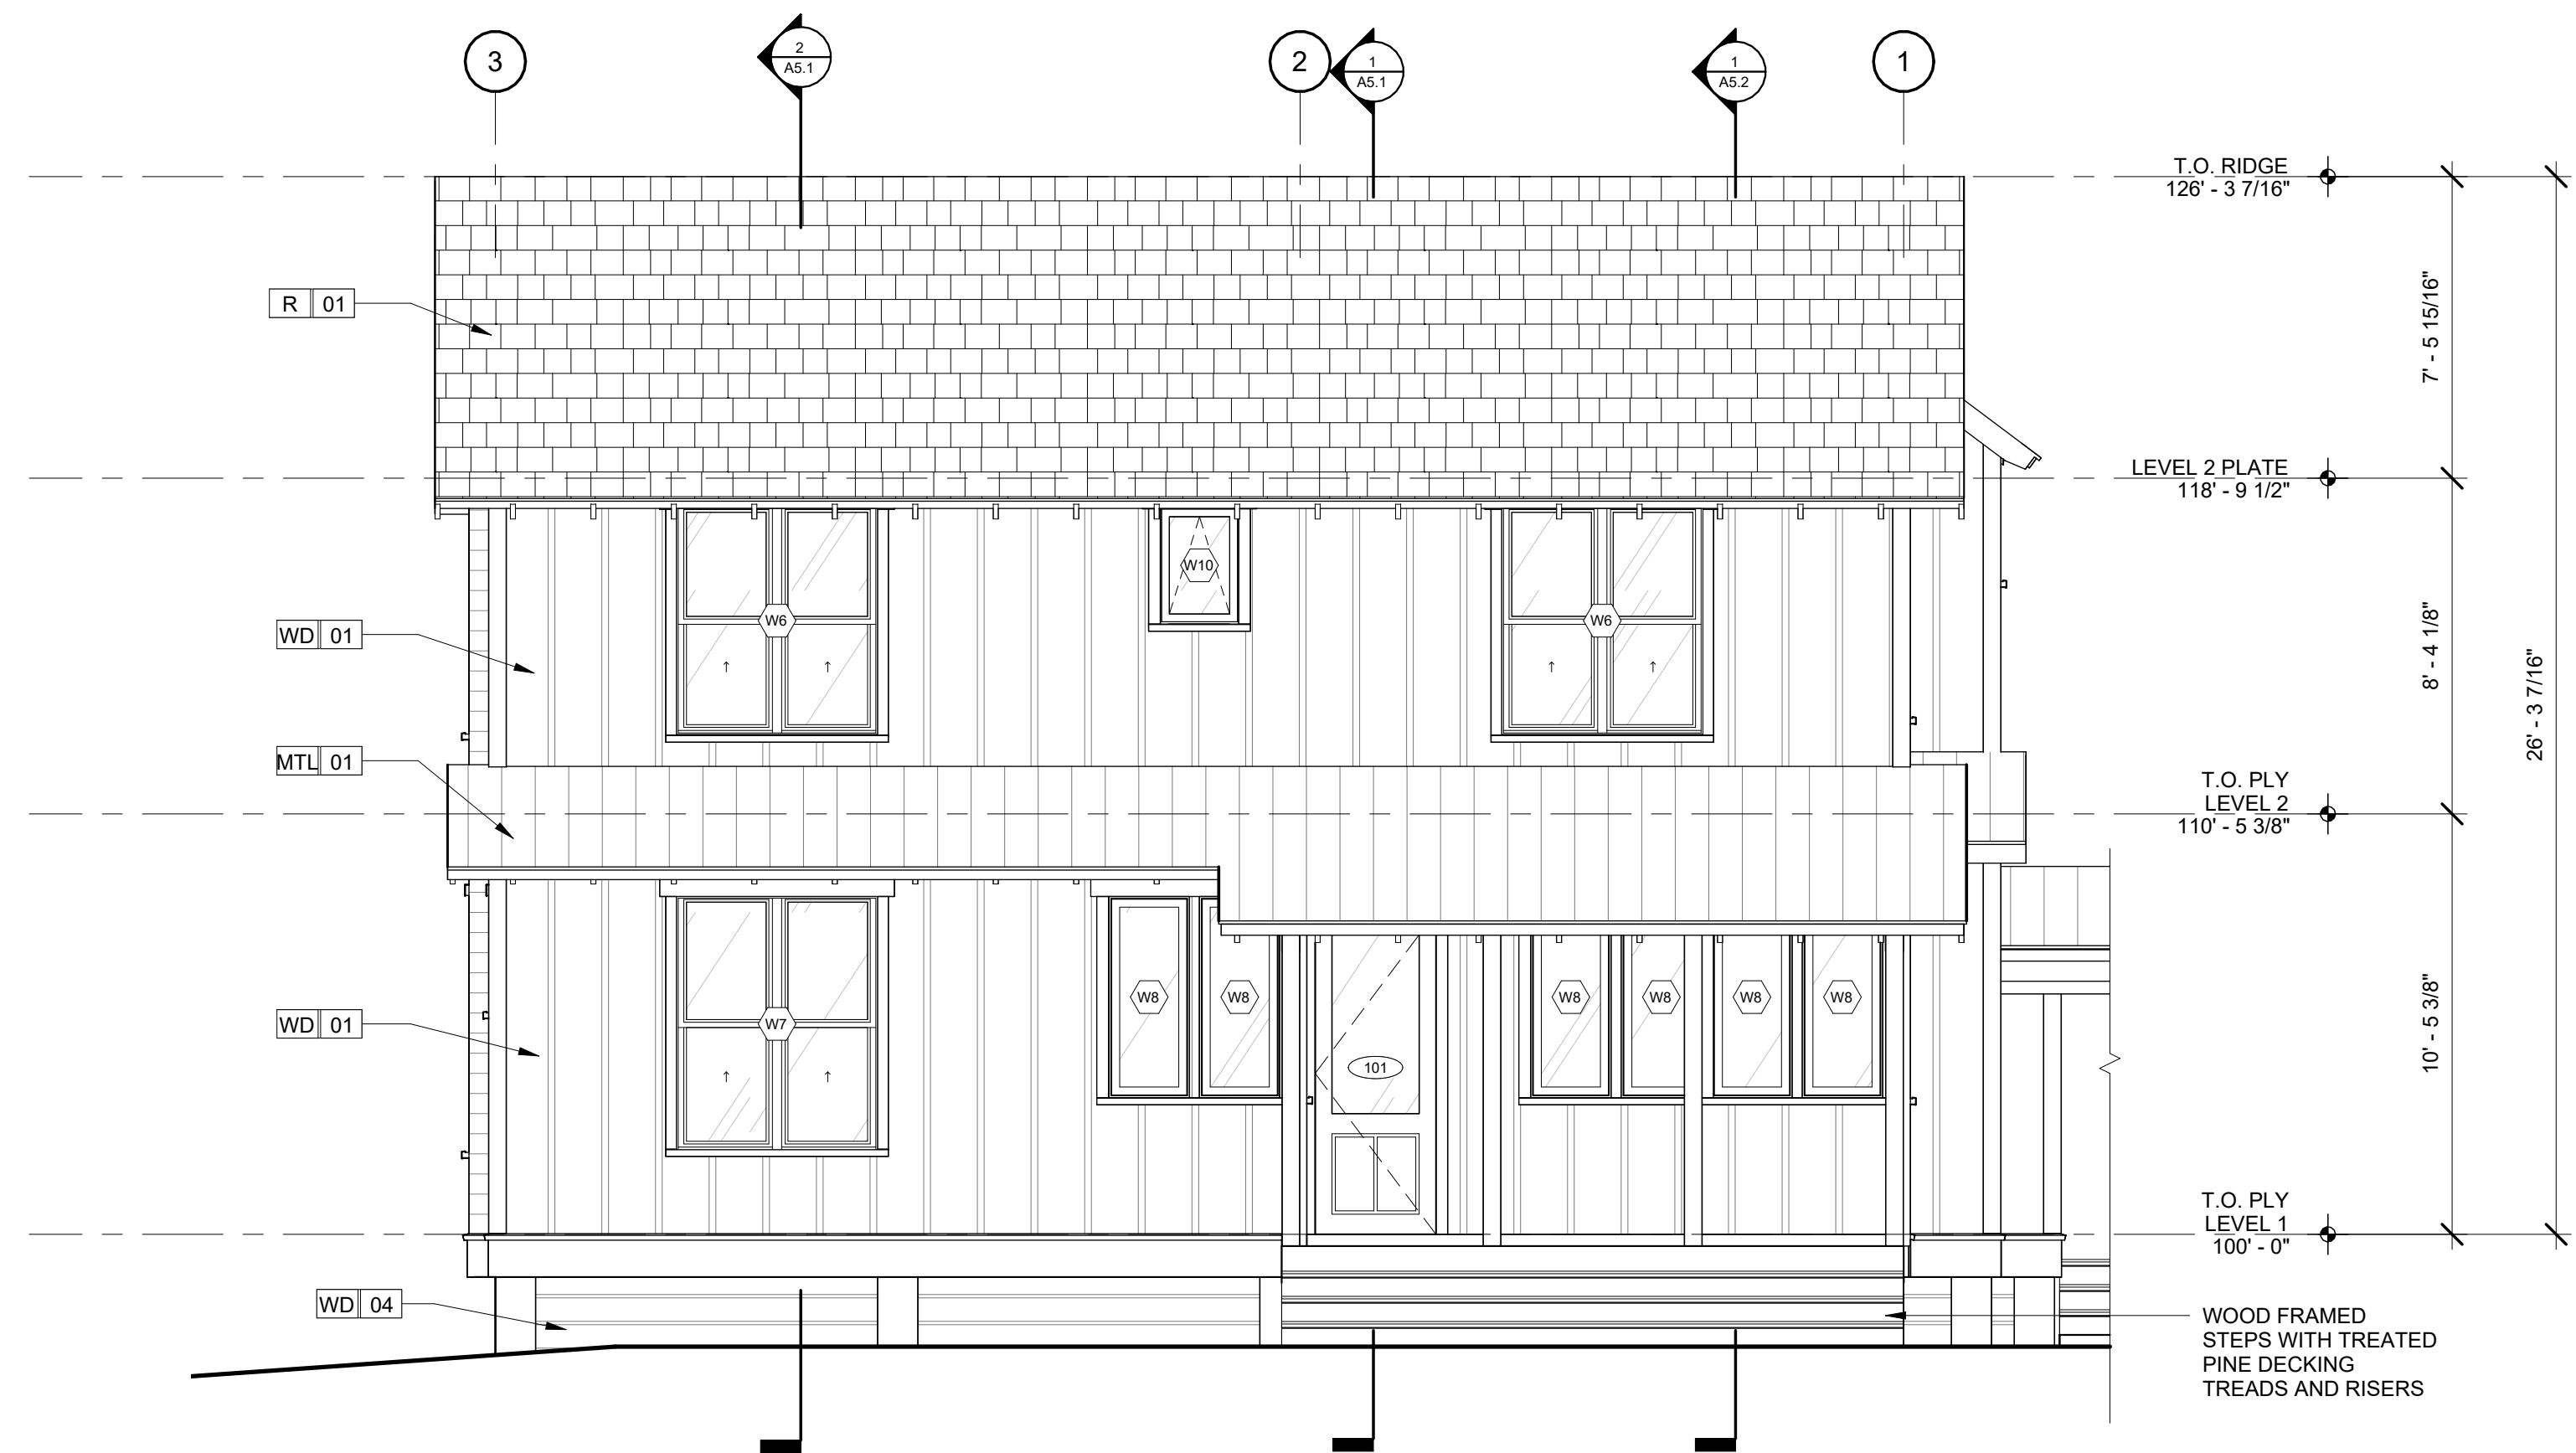 3
2
A5.1
2
1
A5.1
1
A5.2
1
T.O. RIDGE
126' - 3 7/16"
R 01
7' - 5 15/16"
LEVEL 2 PLATE
118' - 9 1/2"
W10
W6
W6
WD 01
8' - 4 1/8"
26' - 3 7/16"
MTL 01
T.O. PLY
LEVEL 2
110' - 5 3/8"
W8
W8
W8
W8
W8
W8
W7
WD 01
101
10' - 5 3/8"
T.O. PLY
LEVEL 1
100' - 0"
WD 04
WOOD FRAMED
STEPS WITH TREATED
PINE DECKING
TREADS AND RISERS